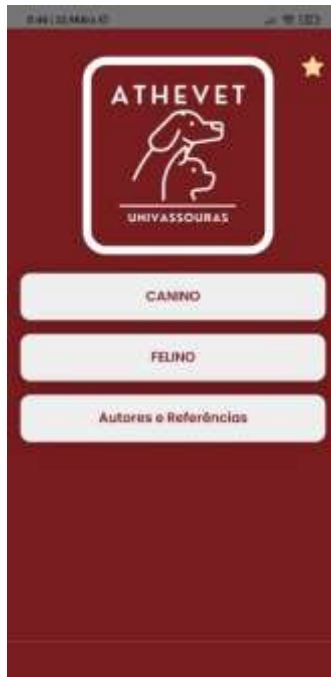 ATHEVET
UNIVASSOURAS
CANINO
FELINO
Autores e Referências